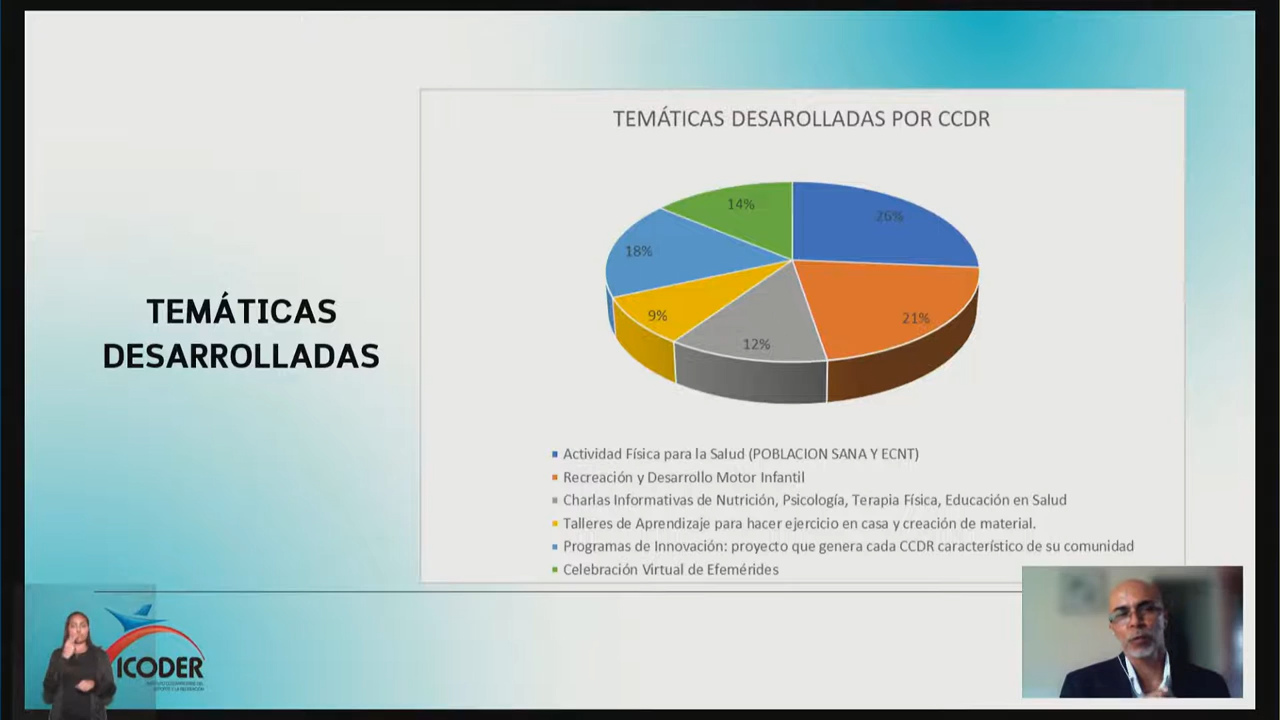 TEMÁTICAS
DESARROLLADAS
TEMÁTICAS DESAROLLADAS POR CCDR
14%
26%
18%
9%
12%
21%
Actividad Física para la Salud (POBLACION SANA Y ECNT)
Recreación y Desarrollo Motor Infantil
Charlas Informativas de Nutrición, Psicología, Terapia Física, Educación en Salud
Talleres de Aprendizaje para hacer ejercicio en casa y creación de material.
Programas de Innovación: proyecto que genera cada CCDR característico de su comunidad
Celebración Virtual de Efemérides
ICODER